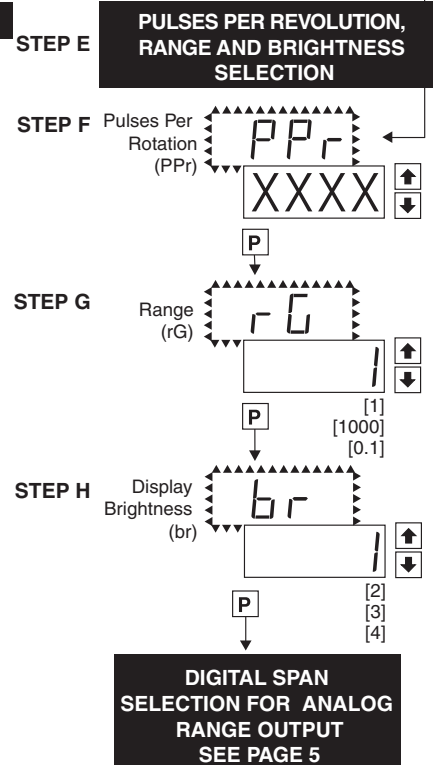 STEP E
PULSES PER REVOLUTION,
RANGE AND BRIGHTNESS
SELECTION
STEP F
Pulses Per
Rotation
(PPr)
PPr
XXXX
P
STEP G
Range
(rG)
rG
1
[1]
[1000]
[0.1]
P
STEP H
Display
Brightness
(br)
br
1
[2]
[3]
[4]
P
DIGITAL SPAN
SELECTION FOR ANALOG
RANGE OUTPUT
SEE PAGE 5